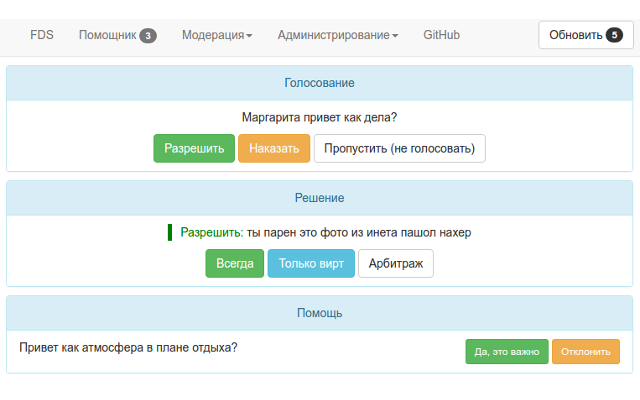 FDS Помощник 3 Модерация Администрирование GitHub Обновить 5
Голосование
Маргарита привет как дела?
Разрешить Наказать Пропустить (не голосовать)
Решение
Разрешить: ты парен это фото из инета пашол нахер
Всегда Только вирт Арбитраж
Помощь
Привет как атмосфера в плане отдыха? Да, это важно Отклонить